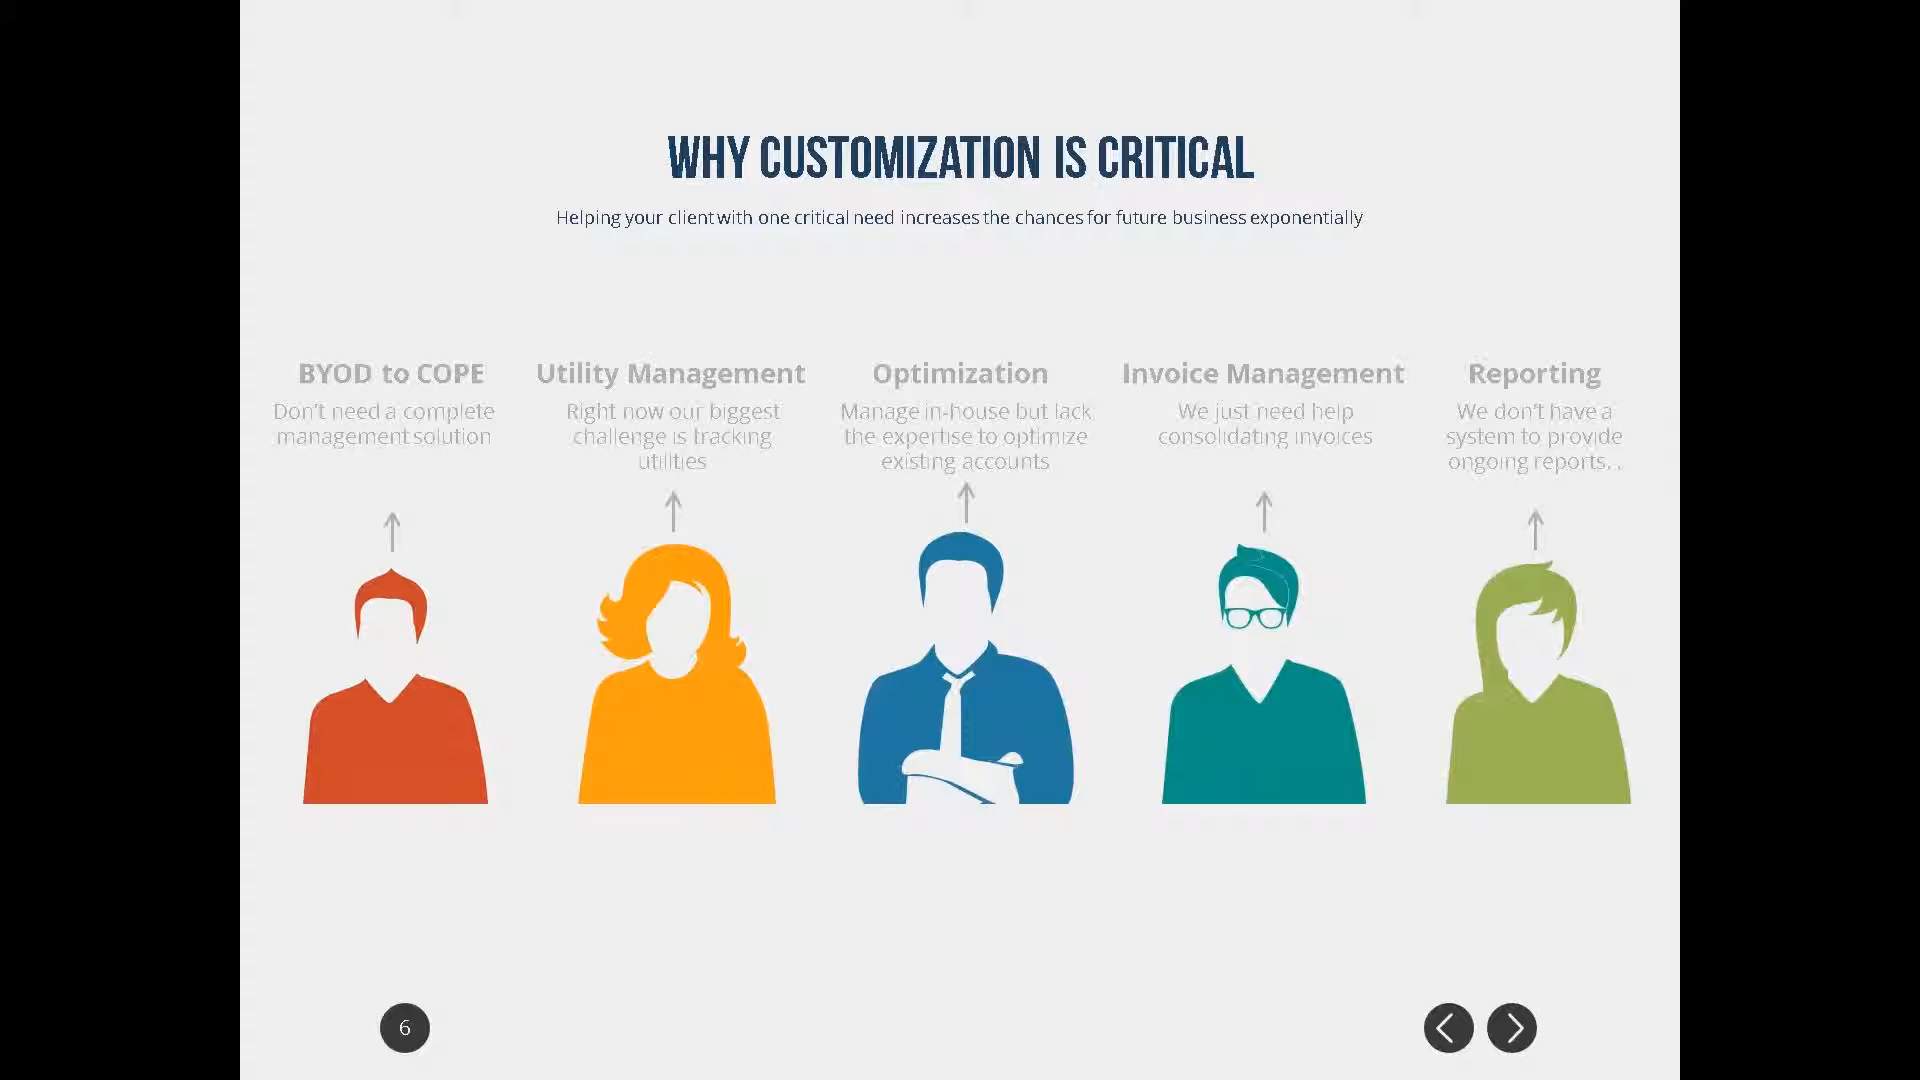 WHY CUSTOMIZATION IS CRITICAL
Helping your client with one critical need increases the chances for future business exponentially
BYOD to COPE
Don't need a complete
management solution
Utility Management
Right now our biggest
challenge is tracking
utilities
Optimization
Manage in-house but lack
the expertise to optimize
existing accounts
Invoice Management
We just need help
consolidating invoices
Reporting
We don't have a
system to provide
ongoing reports. .
6